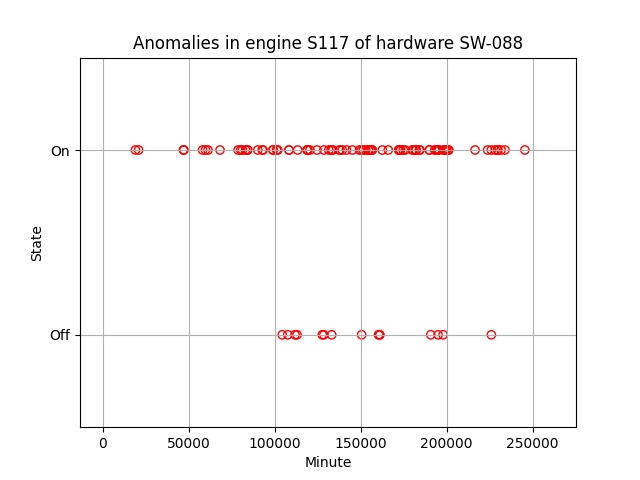 Anomalies in engine S117 of hardware SW-088
On
State
Off
0 50000 100000 150000 200000 250000
Minute